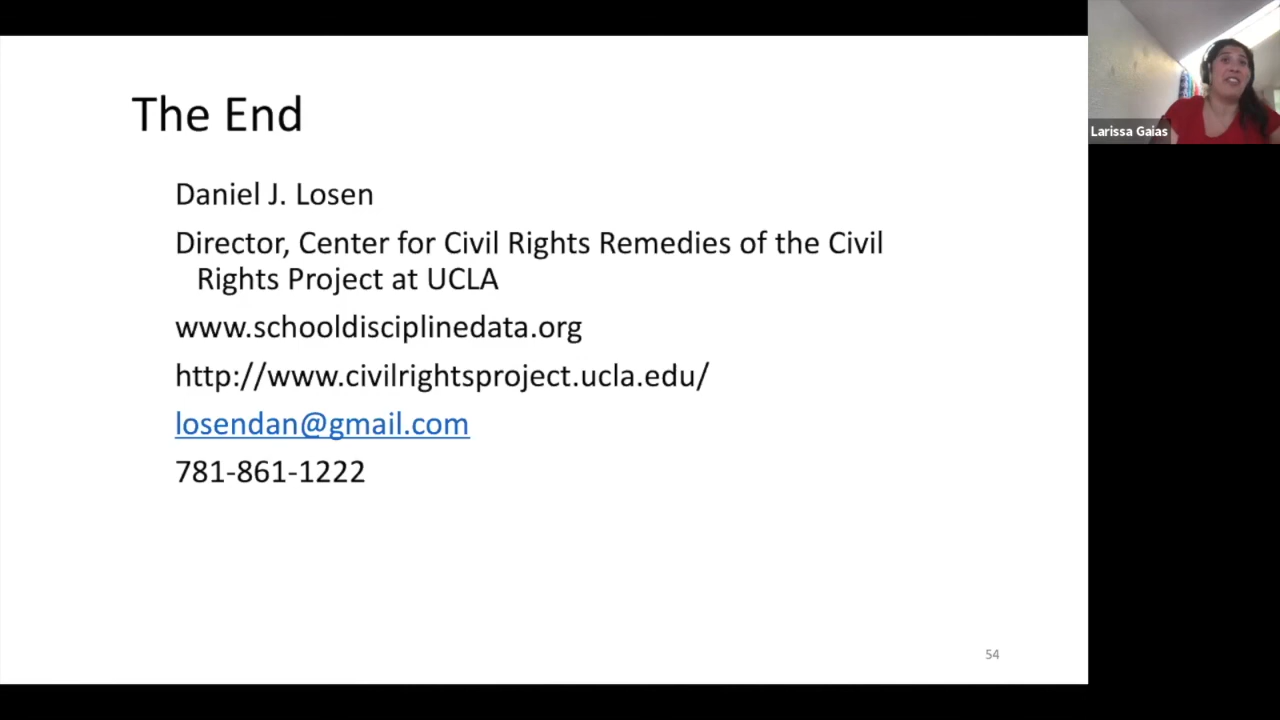 The End
Daniel J. Losen
Director, Center for Civil Rights Remedies of the Civil
Rights Project at UCLA
www.schooldisciplinedata.org
http://www.civilrightsproject.ucla.edu/
losendan@gmail.com
781-861-1222
54
Larissa Gaias